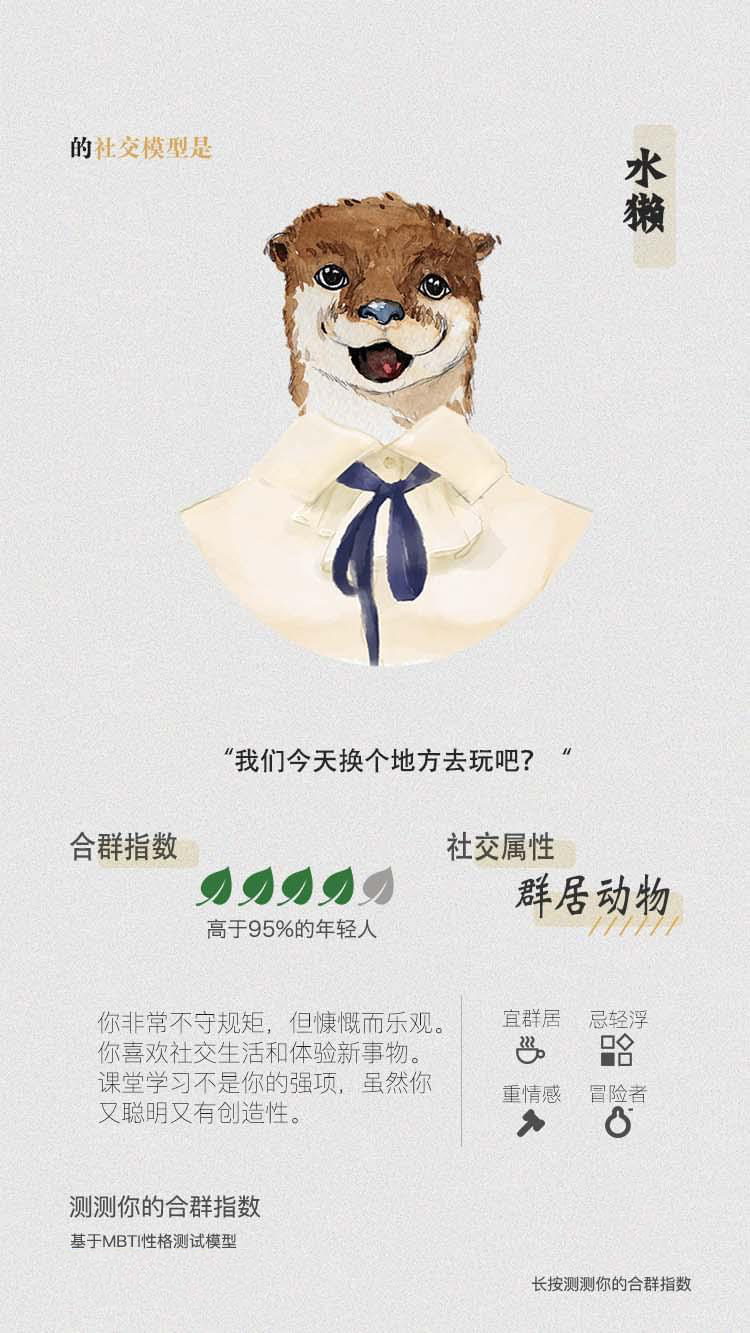 的社交模型是
水獭
“我们今天换个地方去玩吧？“
合群指数
高于95%的年轻人
社交属性
群居动物
你非常不守规矩，但慷慨而乐观。
你喜欢社交生活和体验新事物。
课堂学习不是你的强项，虽然你
又聪明又有创造性。
宜群居 忌轻浮
重情感 冒险者
测测你的合群指数
基于MBTI性格测试模型
长按测测你的合群指数